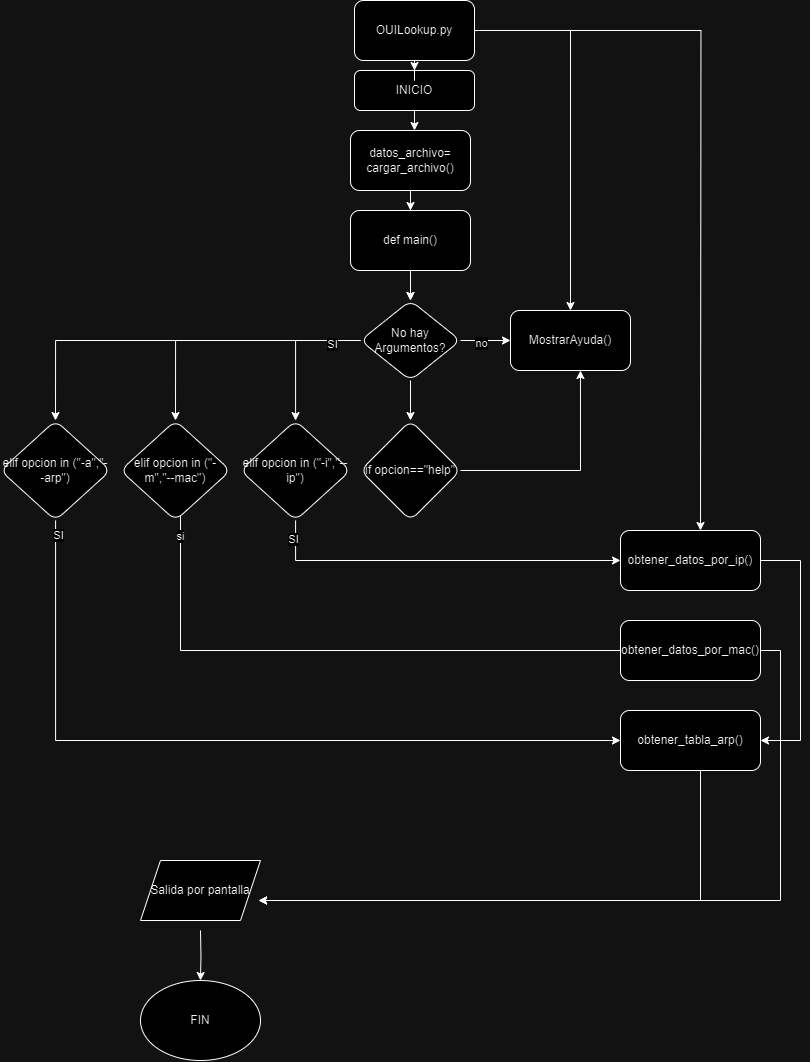 OUILookup.py
INICIO
datos_archivo=
cargar_archivo()
def main()
No hay
Argumentos?
SI
no
MostrarAyuda()
elif opcion in ("-a","-
-arp")
elif opcion in ("-
m","--mac")
elif opcion in ("-i","--
ip")
if opcion=="help"
SI
si
SI
obtener_datos_por_ip()
obtener_datos_por_mac()
obtener_tabla_arp()
Salida por pantalla
FIN